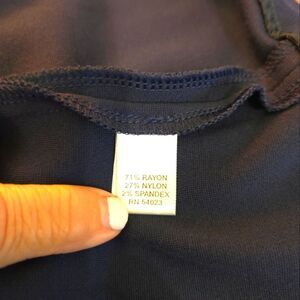 71% RAYON
27% NYLON
2% SPANDEX
RN 54023